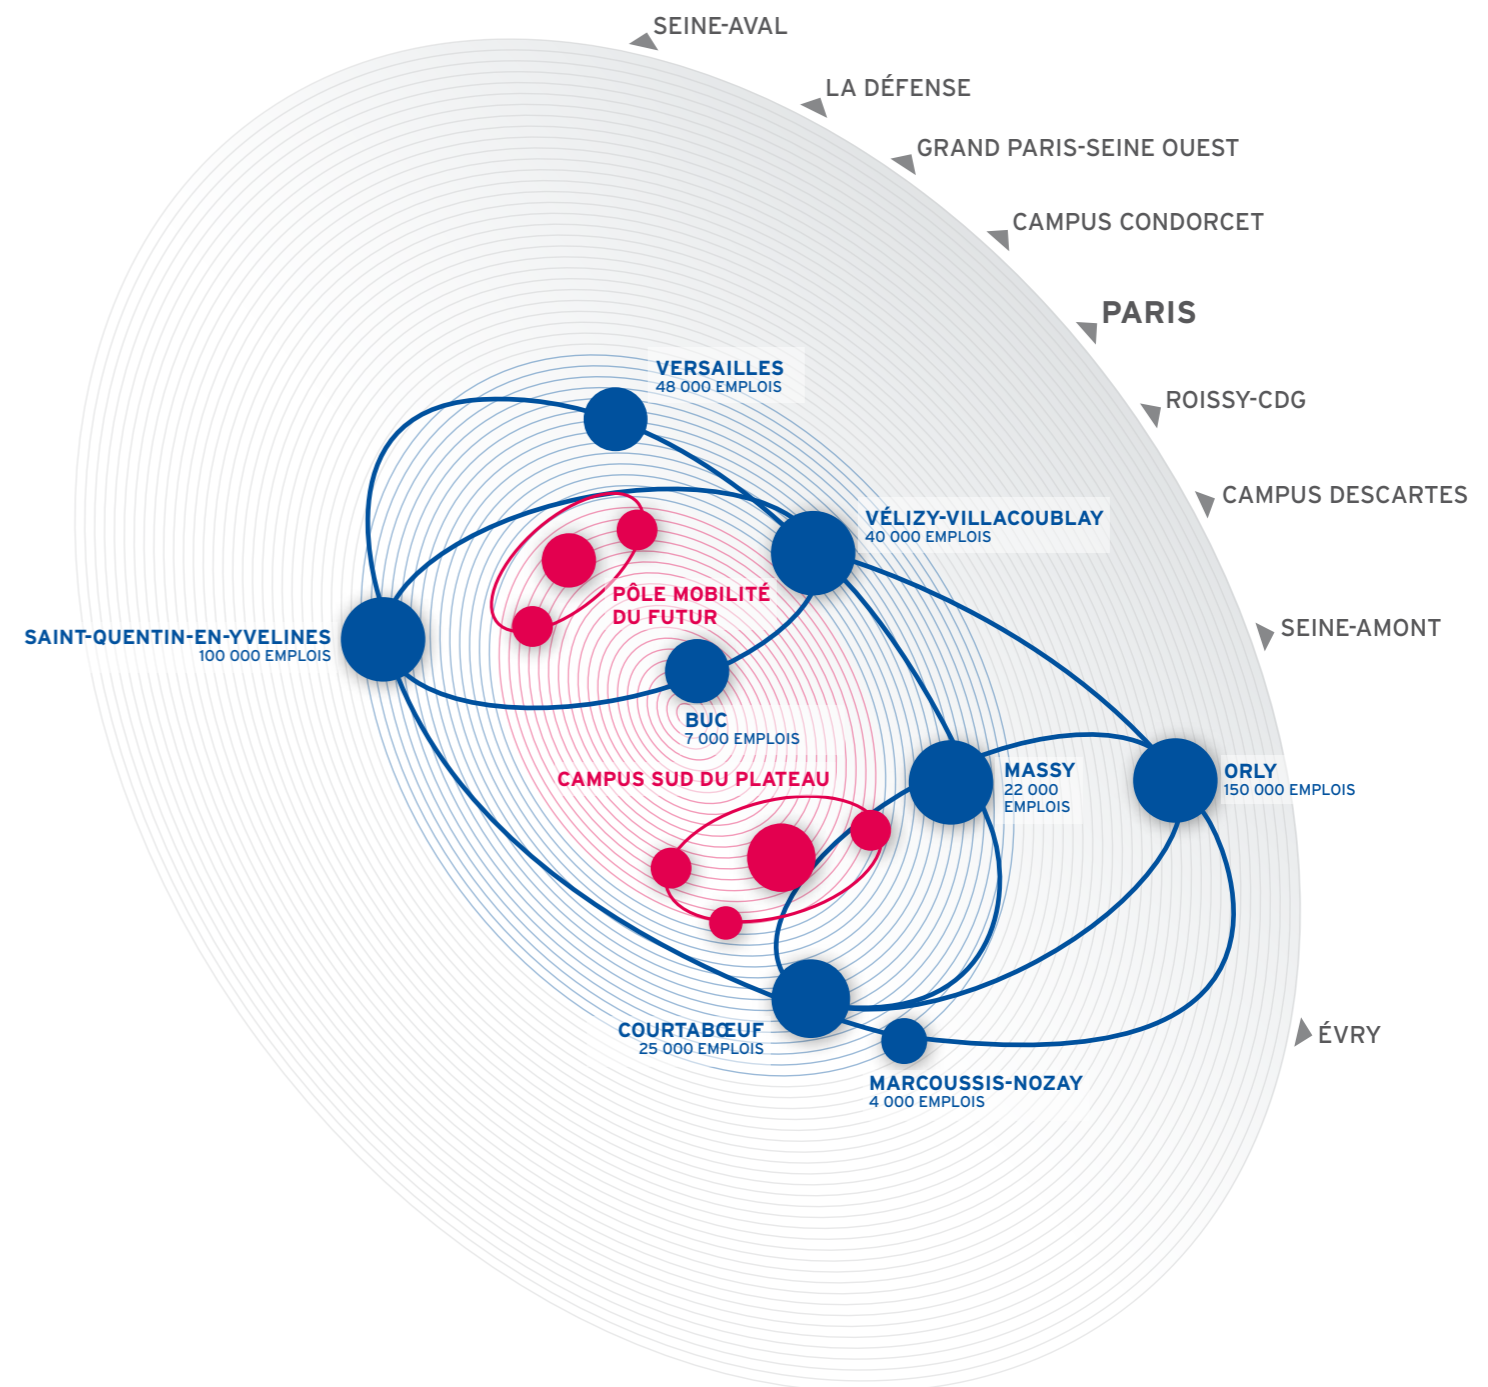 SEINE-AVAL
LA DÉFENSE
GRAND PARIS-SEINE OUEST
CAMPUS CONDORCET
PARIS
ROISSY-CDG
CAMPUS DESCARTES
SEINE-AMONT
ÉVRY
VERSAILLES
48 000 EMPLOIS
VÉLIZY-VILLACOUBLAY
40 000 EMPLOIS
PÔLE MOBILITÉ
DU FUTUR
SAINT-QUENTIN-EN-YVELINES
100 000 EMPLOIS
BUC
7 000 EMPLOIS
CAMPUS SUD DU PLATEAU
MASSY
22 000
EMPLOIS
ORLY
150 000 EMPLOIS
COURTABŒUF
25 000 EMPLOIS
MARCOUSSIS-NOZAY
4 000 EMPLOIS